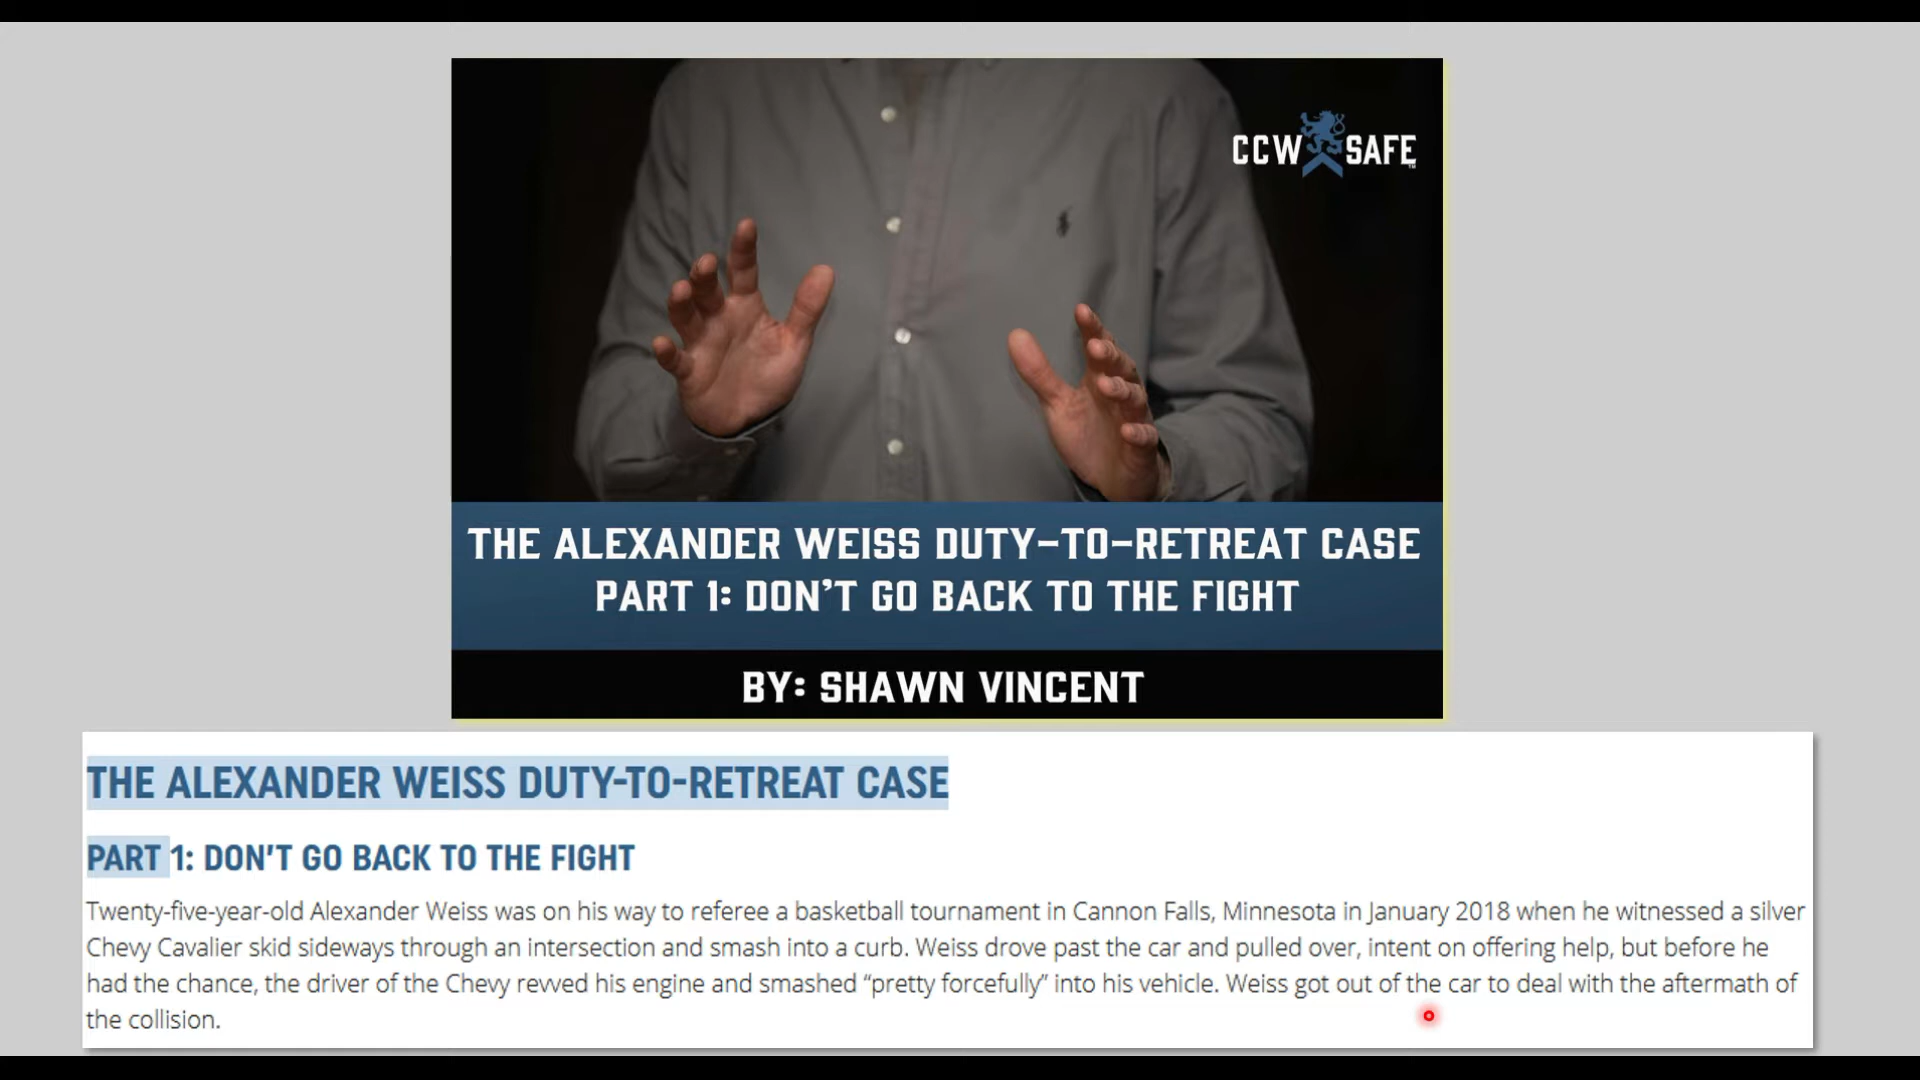 CCW SAFE
THE ALEXANDER WEISS DUTY-TO-RETREAT CASE
PART 1: DON'T GO BACK TO THE FIGHT
BY: SHAWN VINCENT
THE ALEXANDER WEISS DUTY-TO-RETREAT CASE
PART 1: DON'T GO BACK TO THE FIGHT
Twenty-five-year-old Alexander Weiss was on his way to referee a basketball tournament in Cannon Falls, Minnesota in January 2018 when he witnessed a silver
Chevy Cavalier skid sideways through an intersection and smash into a curb. Weiss drove past the car and pulled over, intent on offering help, but before he
had the chance, the driver of the Chevy revved his engine and smashed “pretty forcefully” into his vehicle. Weiss got out of the car to deal with the aftermath of
the collision.